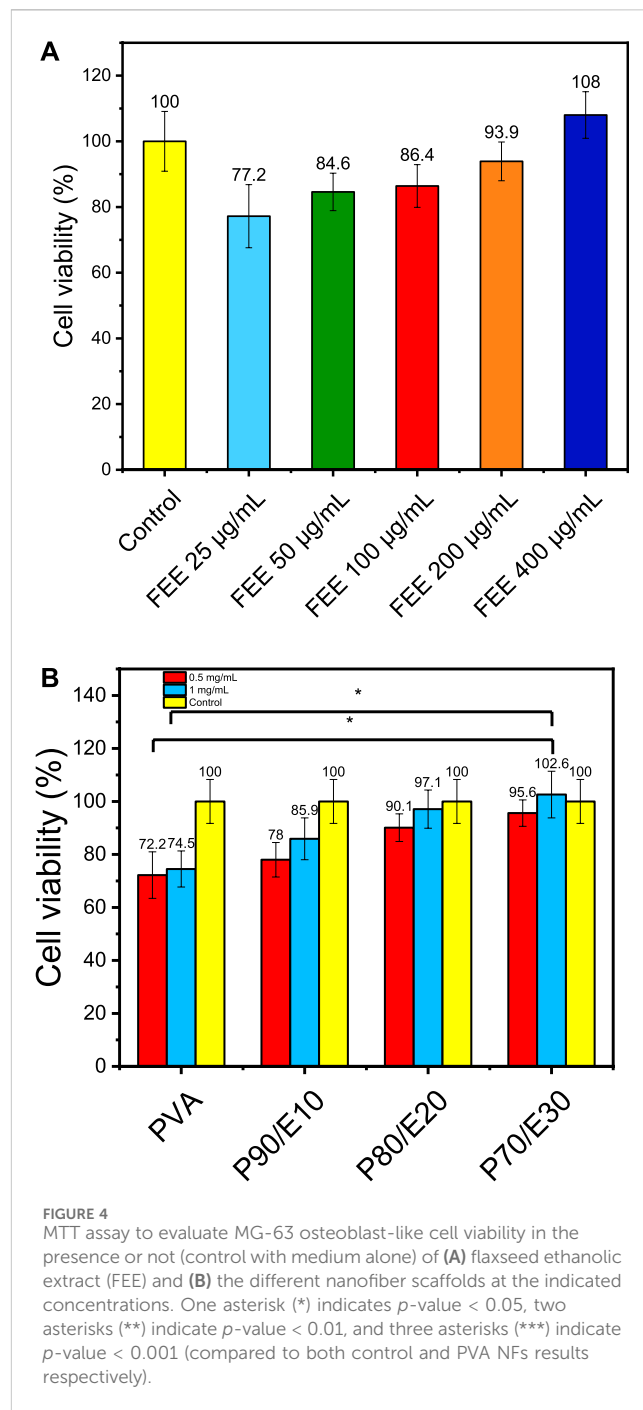 A
120
100
80
60
40
20
0
Cell viability (%)
100
77.2
84.6
86.4
93.9
108
Control
FEE 25 µg/mL
FEE 50 µg/mL
FEE 100 µg/mL
FEE 200 µg/mL
FEE 400 µg/mL
B
140
120
100
80
60
40
20
0
Cell viability (%)
0.5 mg/mL
1 mg/mL
Control
*
*
72.2
74.5
100
78
85.9
100
90.1
97.1
100
95.6
102.6
100
PVA
P90/E10
P80/E20
P70/E30
FIGURE 4
MTT assay to evaluate MG-63 osteoblast-like cell viability in the
presence or not (control with medium alone) of (A) flaxseed ethanolic
extract (FEE) and (B) the different nanofiber scaffolds at the indicated
concentrations. One asterisk (*) indicates p-value < 0.05, two
asterisks (**) indicate p-value < 0.01, and three asterisks (***) indicate
p-value < 0.001 (compared to both control and PVA NFs results
respectively).